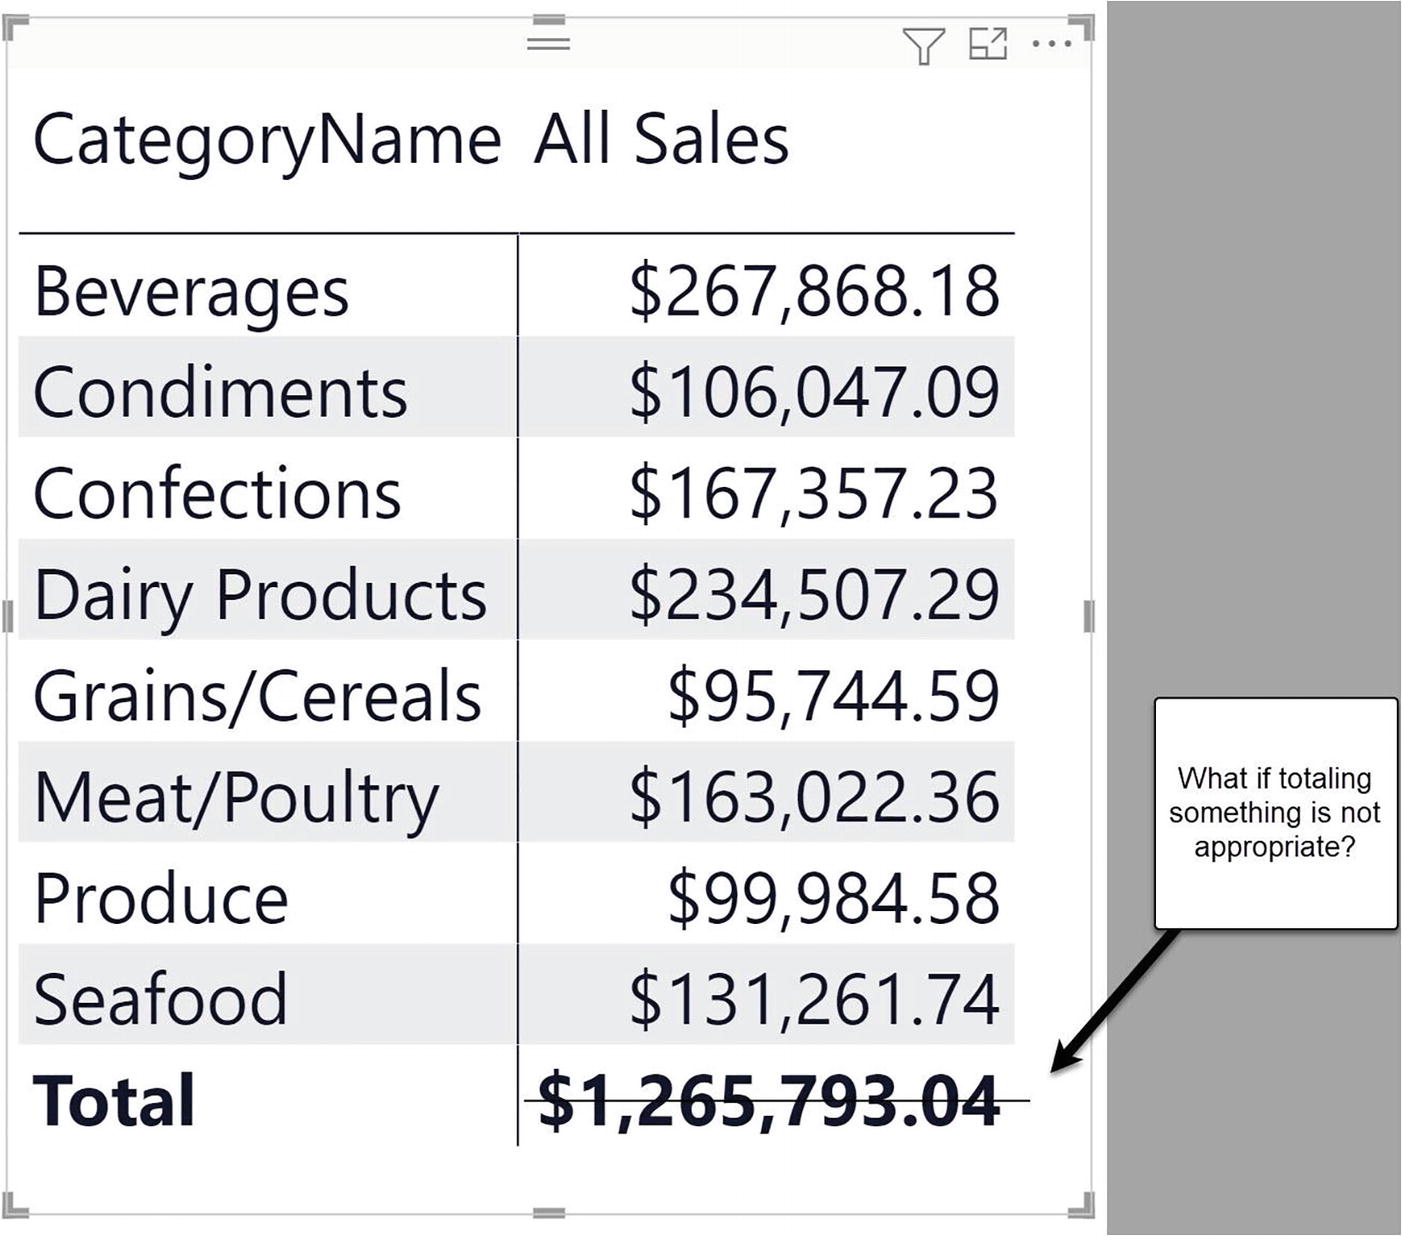 CategoryName All Sales
Beverages $267,868.18
Condiments $106,047.09
Confections $167,357.23
Dairy Products $234,507.29
Grains/Cereals $95,744.59
Meat/Poultry $163,022.36
Produce $99,984.58
Seafood $131,261.74
Total $1,265,793.04
What if totaling
something is not
appropriate?